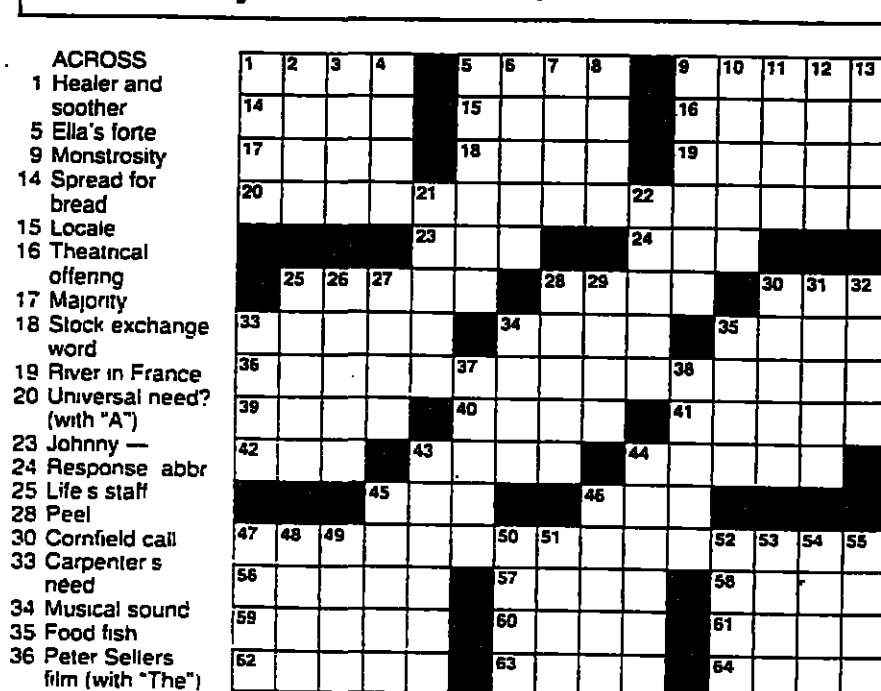 ACROSS
1 Healer and
soother
5 Ella's forte
9 Monstrosity
14 Spread for
bread
15 Locale
16 Theatrical
offering
17 Majority
18 Stock exchange
word
19 River in France
20 Universal need?
(with "A")
23 Johnny —
24 Response abbr
25 Life s staff
28 Peel
30 Cornfield call
33 Carpenter s
need
34 Musical sound
35 Food fish
36 Peter Sellers
film (with "The")
1 2 3 4 5 6 7 8 9 10 11 12 13
14 15 16
17 18 19
20 21 22
23 24
25 26 27 28 29 30 31 32
33 34 35
36 37 38
39 40 41
42 43 44
45 46
47 48 49 50 51 52 53 54 55
56 57 58
59 60 61
62 63 64